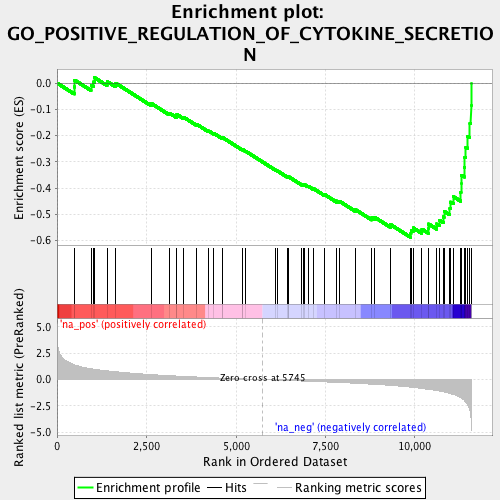 Enrichment plot:
GO_POSITIVE_REGULATION_OF_CYTOKINE_SECRETIO
N
Enrichment score (ES)
0.0
-0.1
-0.2
-0.3
-0.4
-0.5
-0.6
'na_pos' (positively correlated)
Ranked list metric (PreRanked)
5.0
2.5
0.0
-2.5
-5.0
Zero cross at 5745
'na_neg' (negatively correlated)
0
2,500
5,000
7,500
10,000
Rank in Ordered Dataset
Enrichment profile
Hits
Ranking metric scores